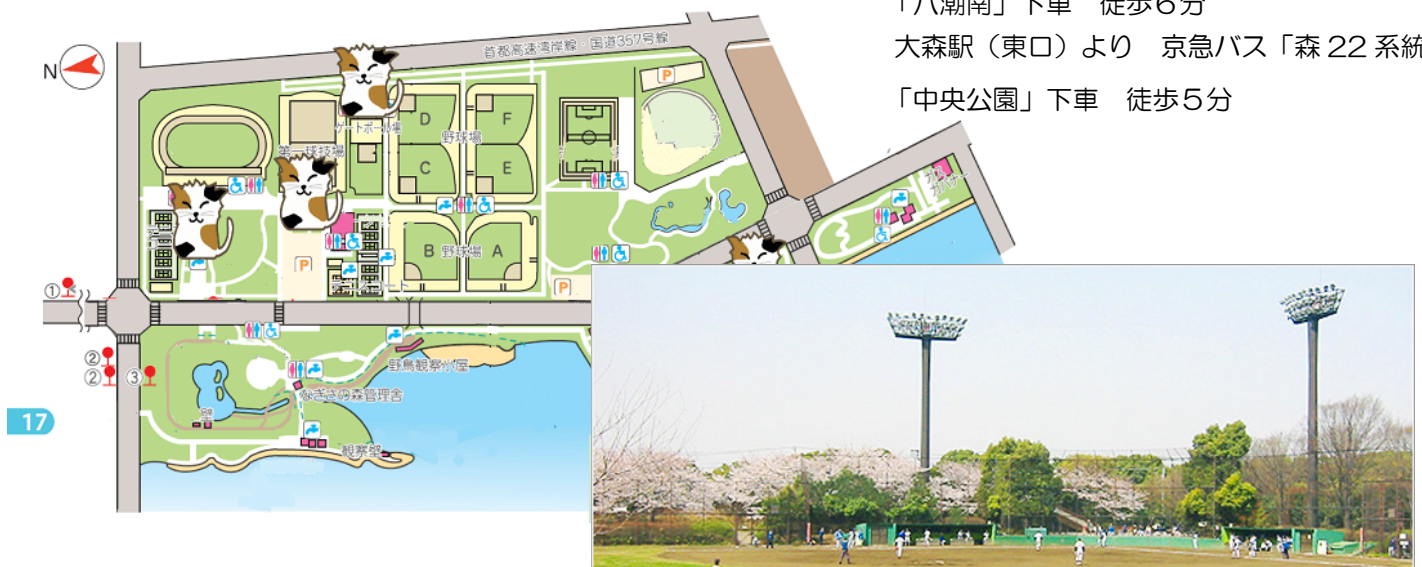 「八潮南」下車 徒歩6分
大森駅（東口）より 京急バス「森22系統
「中央公園」下車 徒歩5分
首都高速湾岸線・国道357号線
N
P
ゲートボール場
D
野球場
F
第一球技場
C
E
B
野球場
A
P
P
①
野鳥観察小屋
②
②
③
なぎさの森管理舎
17
壁
観察壁